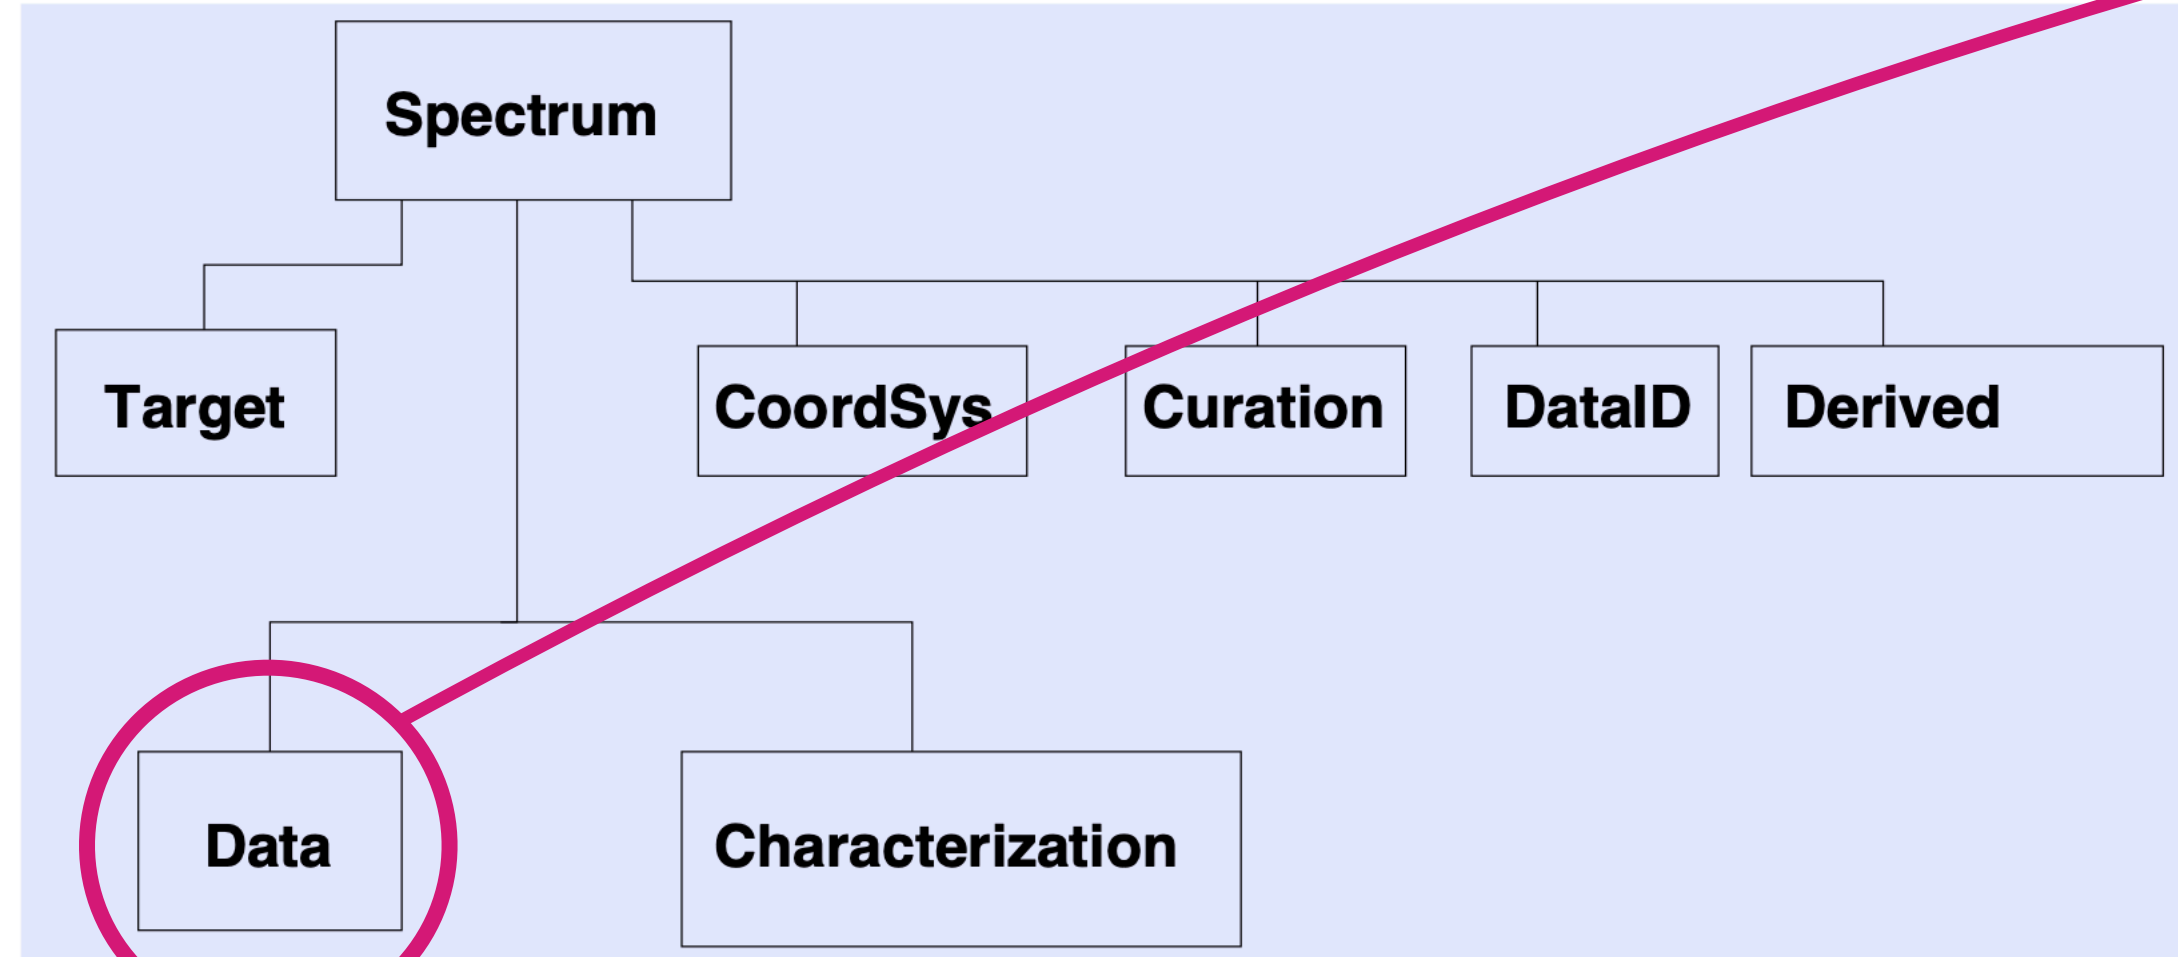 Spectrum
Target
CoordSys
Curation
DataID
Derived
Data
Characterization